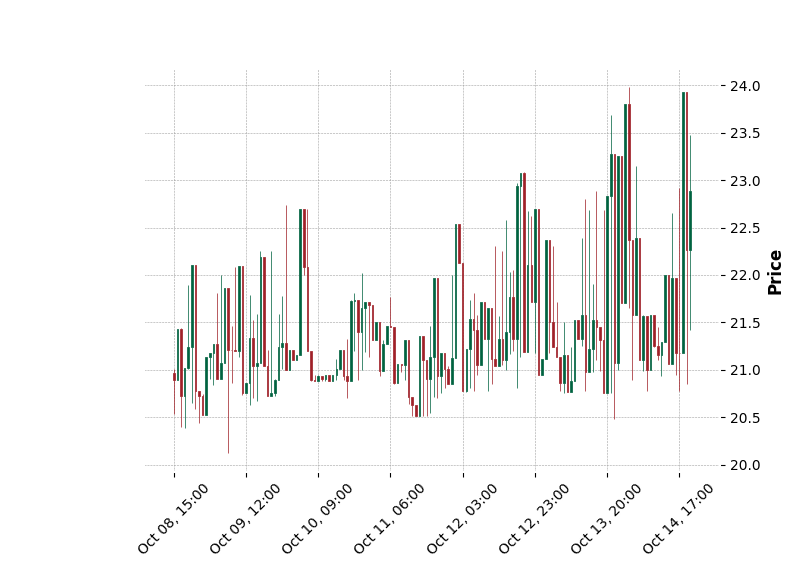 24.0
23.5
23.0
22.5
22.0
21.5
21.0
20.5
20.0
Price
Oct 08, 15:00
Oct 09, 12:00
Oct 10, 09:00
Oct 11, 06:00
Oct 12, 03:00
Oct 12, 23:00
Oct 13, 20:00
Oct 14, 17:00